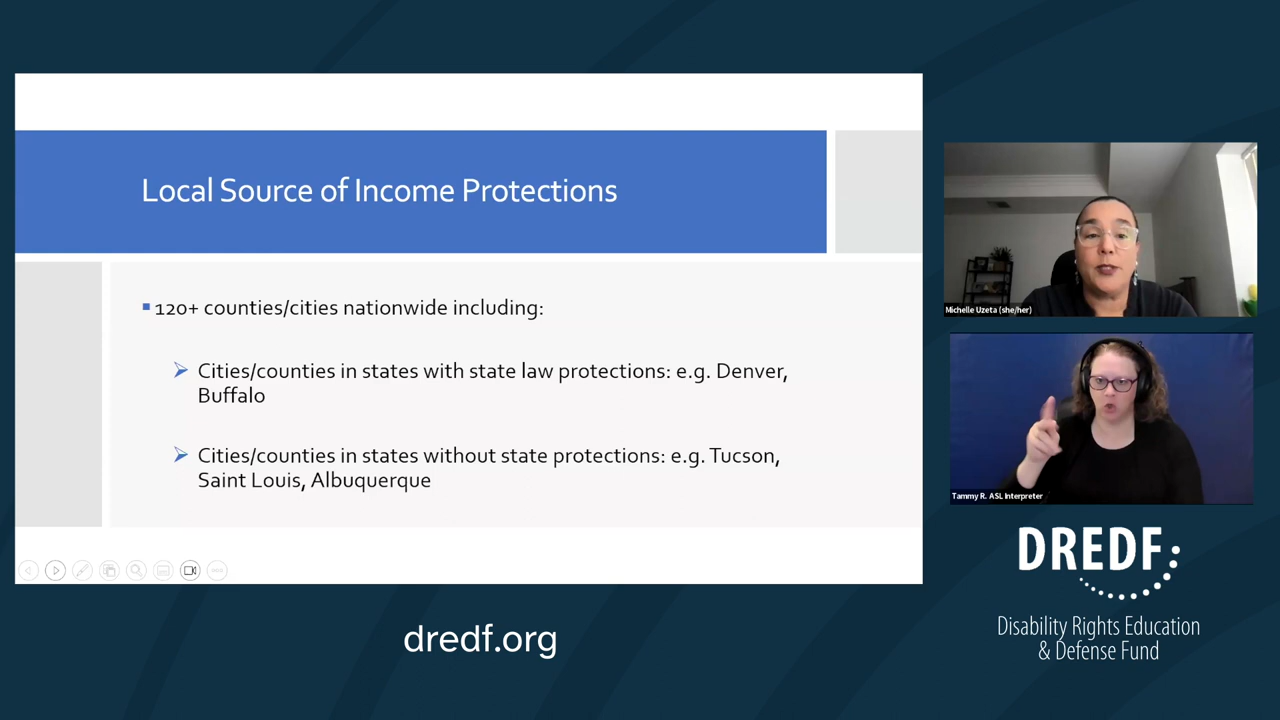 Local Source of Income Protections
120+ counties/cities nationwide including:
Cities/counties in states with state law protections: e.g. Denver,
Buffalo
Cities/counties in states without state protections: e.g. Tucson,
Saint Louis, Albuquerque
Michelle Uzeta (she/her)
Tammy R. ASL Interpreter
DREDF
Disability Rights Education
& Defense Fund
dredf.org